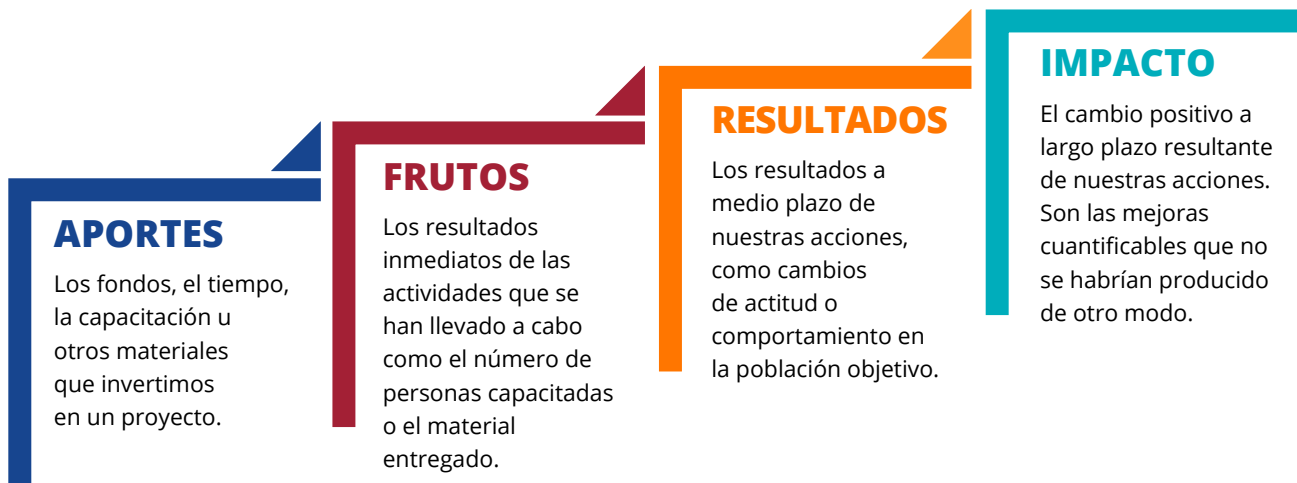 APORTES
Los fondos, el tiempo,
la capacitación u
otros materiales
que invertimos
en un proyecto.
FRUTOS
Los resultados
inmediatos de las
actividades que se
han llevado a cabo
como el número de
personas capacitadas
o el material
entregado.
RESULTADOS
Los resultados a
medio plazo de
nuestras acciones,
como cambios
de actitud o
comportamiento en
la población objetivo.
IMPACTO
El cambio positivo a
largo plazo resultante
de nuestras acciones.
Son las mejoras
cuantificables que no
se habrían producido
de otro modo.